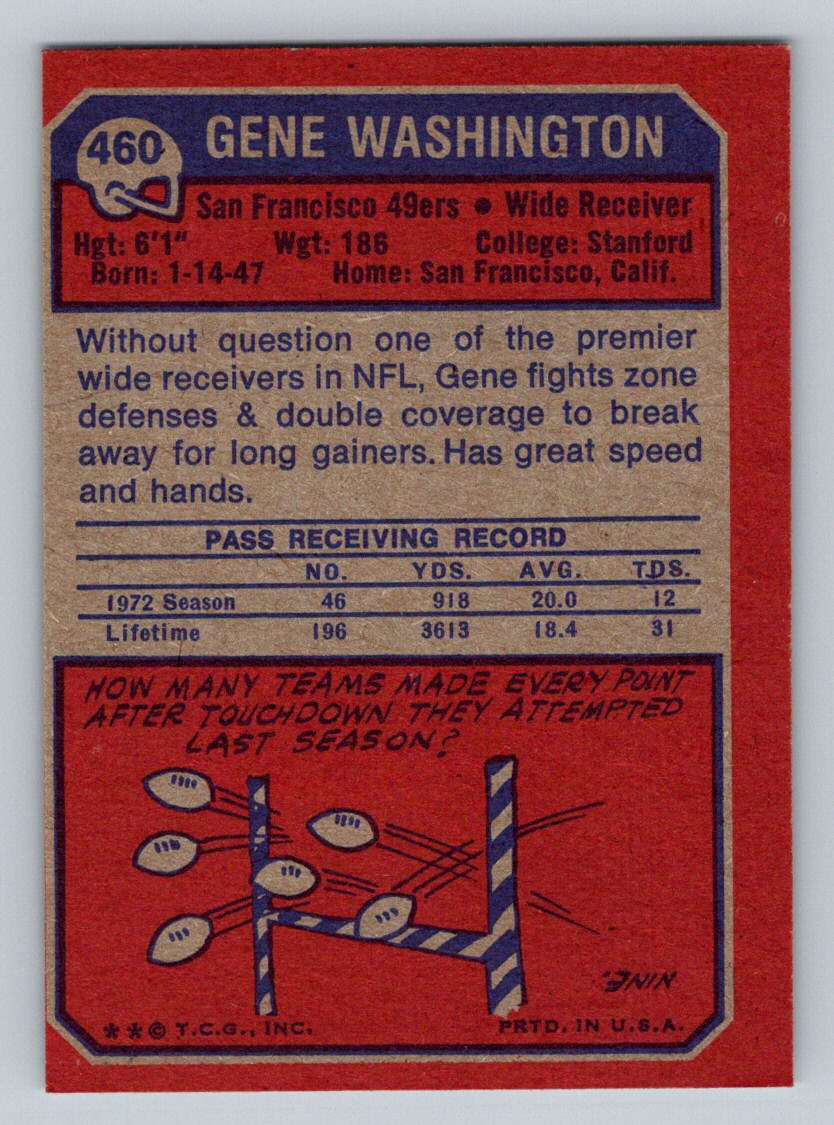 460
GENE WASHINGTON
San Francisco 49ers • Wide Receiver
Hgt: 6'1" Wgt: 186 College: Stanford
Born: 1-14-47 Home: San Francisco, Calif.
Without question one of the premier
wide receivers in NFL, Gene fights zone
defenses & double coverage to break
away for long gainers. Has great speed
and hands.
PASS RECEIVING RECORD
NO. YDS. AVG. TDS.
1972 Season 46 918 20.0 12
Lifetime 196 3613 18.4 31
HOW MANY TEAMS MADE EVERY POINT
AFTER TOUCHDOWN THEY ATTEMPTED
LAST SEASON?
NINE.
**© T.C.G., INC. PRTD. IN U.S.A.